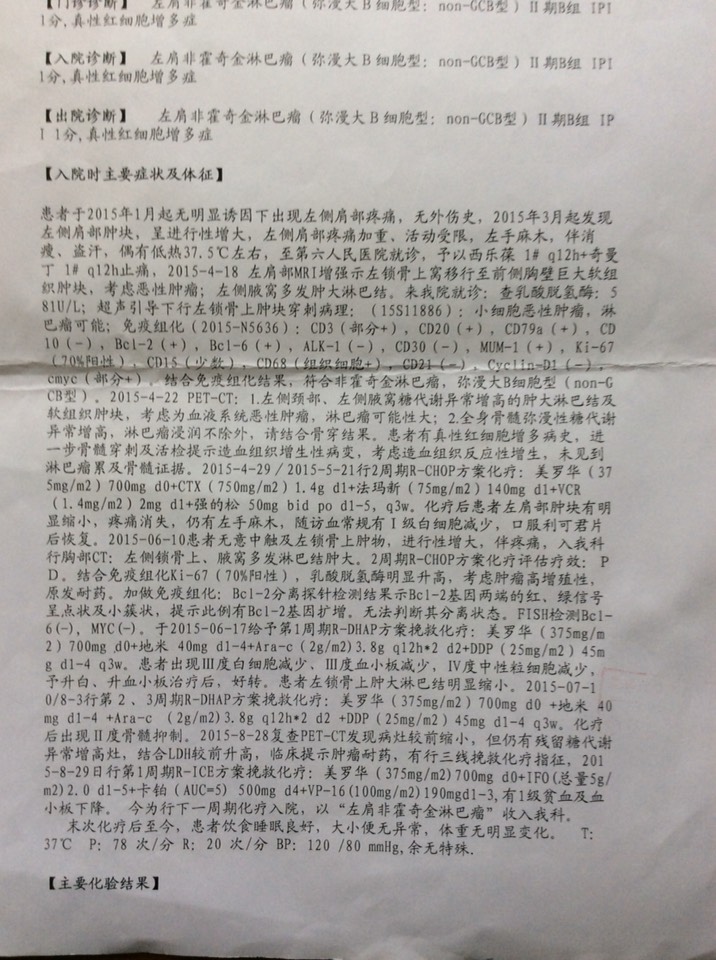 【门诊诊断】 左肩非霍奇金淋巴瘤（弥漫大B细胞型；non-GCB型）Ⅱ期B组 IPI
1分,真性红细胞增多症
【入院诊断】 左肩非霍奇金淋巴瘤（弥漫大B细胞型；non-GCB型）Ⅱ期B组 IPI
1分,真性红细胞增多症
【出院诊断】 左肩非霍奇金淋巴瘤（弥漫大B细胞型；non-GCB型）Ⅱ期B组 IP
I 1分,真性红细胞增多症
【入院时主要症状及体征】
患者于2015年1月起无明显诱因下出现左侧肩部疼痛，无外伤史，2015年3月起发现
左侧肩部肿块，呈进行性增大，左侧肩部疼痛加重、活动受限，左手麻木，伴消
瘦、盗汗，偶有低热37.5℃左右，至第六人民医院就诊，予以西乐葆 1# q12h+奇曼
丁 1# q12h止痛，2015-4-18 左肩部MRI增强示左锁骨上窝移行至前侧胸壁巨大软组
织肿块，考虑恶性肿瘤；左侧腋窝多发肿大淋巴结。来我院就诊：查乳酸脱氢酶：5
81U/L；超声引导下行左锁骨上肿块穿刺病理：（15S11886）：小细胞恶性肿瘤，淋
巴瘤可能；免疫组化（2015-N5636）：CD3（部分+），CD20（+），CD79a（+），CD
10（-），Bcl-2（+），Bcl-6（+），ALK-1（-），CD30（-），MUM-1（+），Ki-67
（70%阳性），CD15（少数），CD68（组织细胞+），CD21（-），Cyclin-D1（-），
cmyc（部分+）。结合免疫组化结果，符合非霍奇金淋巴瘤，弥漫大B细胞型（non-G
CB型）。2015-4-22 PET-CT：1.左侧颈部、左侧腋窝糖代谢异常增高的肿大淋巴结及
软组织肿块，考虑为血液系统恶性肿瘤，淋巴瘤可能性大；2.全身骨髓弥漫性糖代谢
异常增高，淋巴瘤浸润不除外，请结合骨穿结果。患者有真性红细胞增多病史，进
一步骨髓穿刺及活检提示造血组织增生性病变，考虑造血组织反应性增生，未见到
淋巴瘤累及骨髓证据。2015-4-29／2015-5-21行2周期R-CHOP方案化疗：美罗华（37
5mg/m2）700mg d0+CTX（750mg/m2）1.4g d1+法玛新（75mg/m2）140mg d1+VCR
（1.4mg/m2）2mg d1+强的松 50mg bid po d1-5，q3w。化疗后患者左肩部肿块有明
显缩小，疼痛消失，仍有左手麻木，随访血常规有Ⅰ级白细胞减少，口服利可君片
后恢复。2015-06-10患者无意中触及左锁骨上肿物，进行性增大，伴疼痛，入我科
行胸部CT：左侧锁骨上、腋窝多发淋巴结肿大。2周期R-CHOP方案化疗评估疗效：P
D。结合免疫组化Ki-67（70%阳性），乳酸脱氢酶明显升高，考虑肿瘤高增殖性，
原发耐药。加做免疫组化：Bcl-2分离探针检测结果示Bcl-2基因两端的红、绿信号
呈点状及小簇状，提示此例有Bcl-2基因扩增。无法判断其分离状态。FISH检测Bcl-
6(-)，MYC(-)。于2015-06-17给予第1周期R-DHAP方案挽救化疗：美罗华（375mg/m
2）700mg d0+地米 40mg d1-4+Ara-c（2g/m2)3.8g q12h*2 d2+DDP（25mg/m2）45m
g d1-4 q3w。患者出现Ⅲ度白细胞减少、Ⅲ度血小板减少，Ⅳ度中性粒细胞减少，
予升白、升血小板治疗后，好转。患者左锁骨上肿大淋巴结明显缩小。2015-07-1
0/8-3行第２、3周期R-DHAP方案挽救化疗：美罗华（375mg/m2）700mg d0 +地米 40
mg d1-4 +Ara-c （2g/m2)3.8g q12h*2 d2 +DDP（25mg/m2）45mg d1-4 q3w。化疗
后出现Ⅱ度骨髓抑制。2015-8-28复查PET-CT发现病灶较前缩小，但仍有残留糖代谢
异常增高灶，结合LDH较前升高，临床提示肿瘤耐药，有行三线挽救化疗指征，201
5-8-29日行第1周期R-ICE方案挽救化疗：美罗华（375mg/m2)700mg d0+IFO(总量5g/
m2)2.0 d1-5+卡铂（AUC=5) 500mg d4+VP-16(100mg/m2)190mgd1-3,有1级贫血及血
小板下降。 今为行下一周期化疗入院，以“左肩非霍奇金淋巴瘤”收入我科。
末次化疗后至今，患者饮食睡眠良好，大小便无异常，体重无明显变化。 T:
37℃ P: 78 次/分 R: 20 次/分 BP: 120 /80 mmHg,余无特殊.
【主要化验结果】